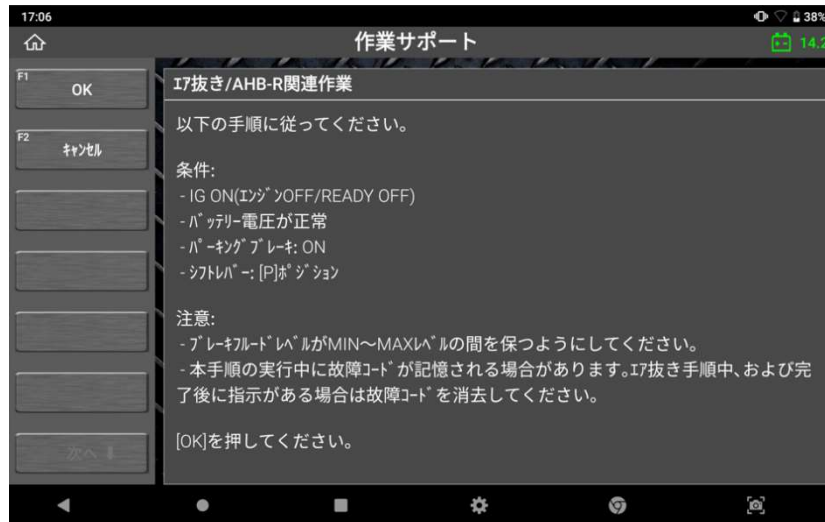 17:06
38%
作業サポート
14.2
F1
OK
F2
ｷｬﾝｾﾙ
次へ
ｴｱ抜き/AHB-R関連作業
以下の手順に従ってください。
条件:
- IG ON(ｴﾝｼﾞﾝOFF/READY OFF)
- ﾊﾞｯﾃﾘｰ電圧が正常
- ﾊﾟｰｷﾝｸﾞﾌﾞﾚｰｷ: ON
- ｼﾌﾄﾚﾊﾞｰ: [P]ﾎﾟｼﾞｼｮﾝ
注意:
- ﾌﾞﾚｰｷﾌﾙｰﾄﾞﾚﾍﾞﾙがMIN～MAXﾚﾍﾞﾙの間を保つようにしてください。
- 本手順の実行中に故障ｺｰﾄﾞが記憶される場合があります｡ｴｱ抜き手順中､および完
了後に指示がある場合は故障ｺｰﾄﾞを消去してください。
[OK]を押してください。